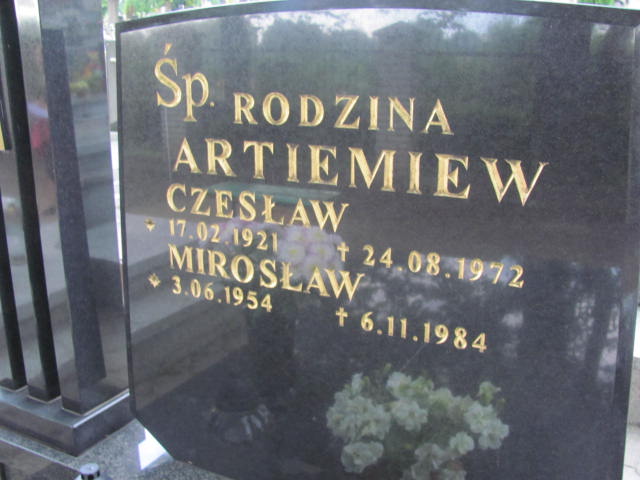 Śp. RODZINA
ARTIEMIEW
CZESŁAW
17.02.1921 † 24.08.1972
MIROSŁAW
3.06.1954 † 6.11.1984